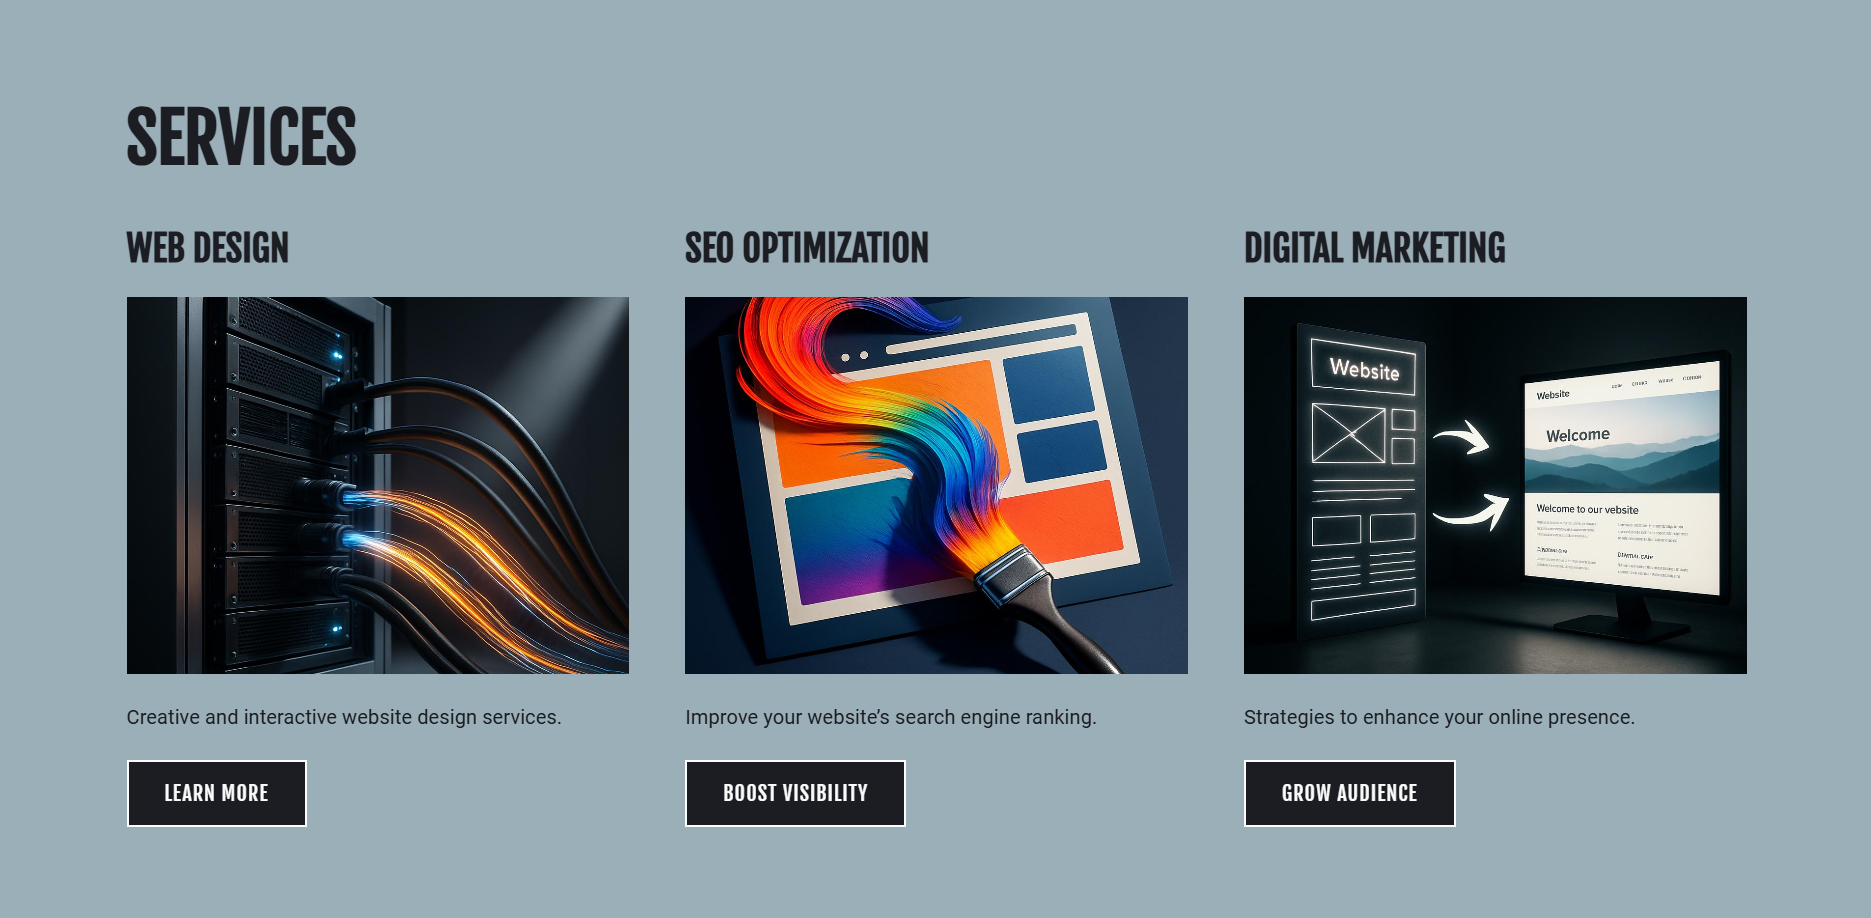 SERVICES
WEB DESIGN
SEO OPTIMIZATION
DIGITAL MARKETING
Website
Website
Welcome
Welcome to our vebsite
Creative and interactive website design services.
Improve your website’s search engine ranking.
Strategies to enhance your online presence.
LEARN MORE
BOOST VISIBILITY
GROW AUDIENCE